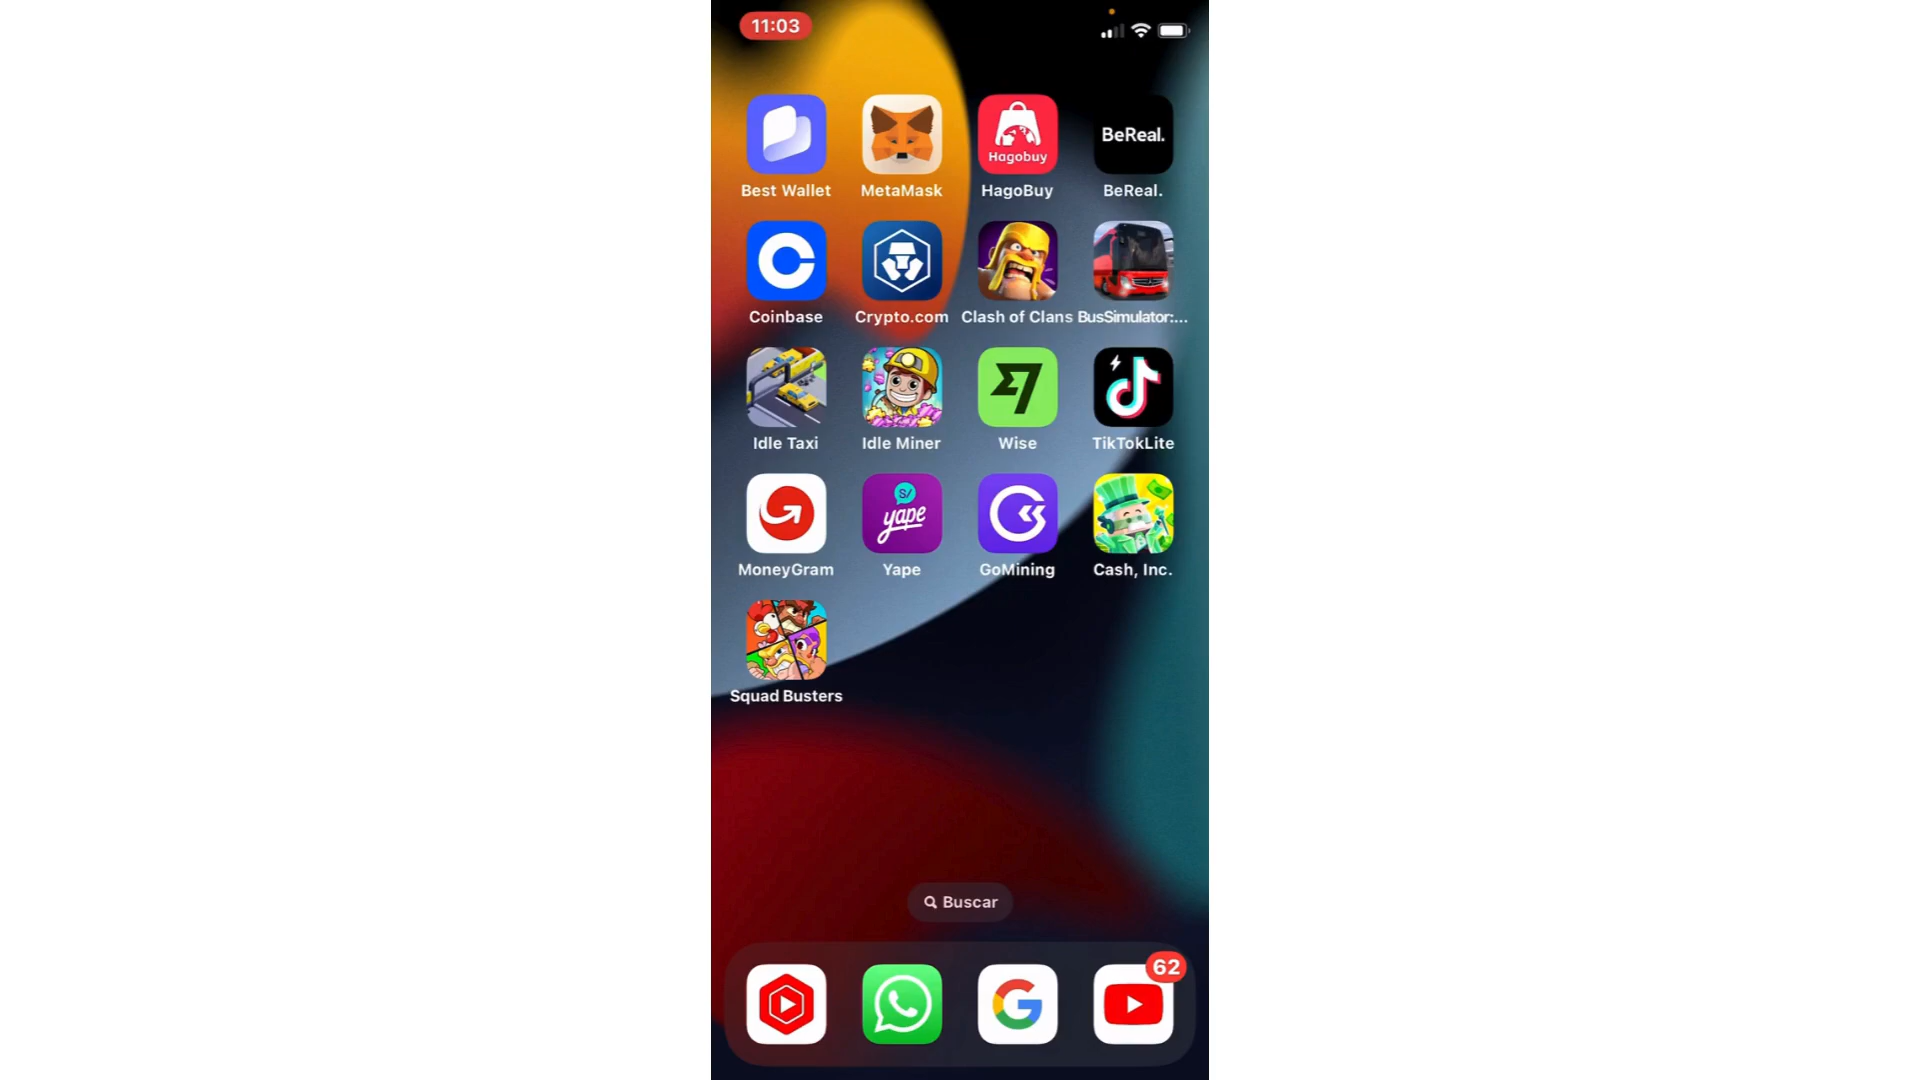 11:03
Hagobuy
BeReal.
Best Wallet
MetaMask
HagoBuy
BeReal.
Coinbase
Crypto.com
Clash of Clans
BusSimulator:...
Idle Taxi
Idle Miner
Wise
TikTokLite
S/
yape
MoneyGram
Yape
GoMining
Cash, Inc.
Squad Busters
Buscar
62